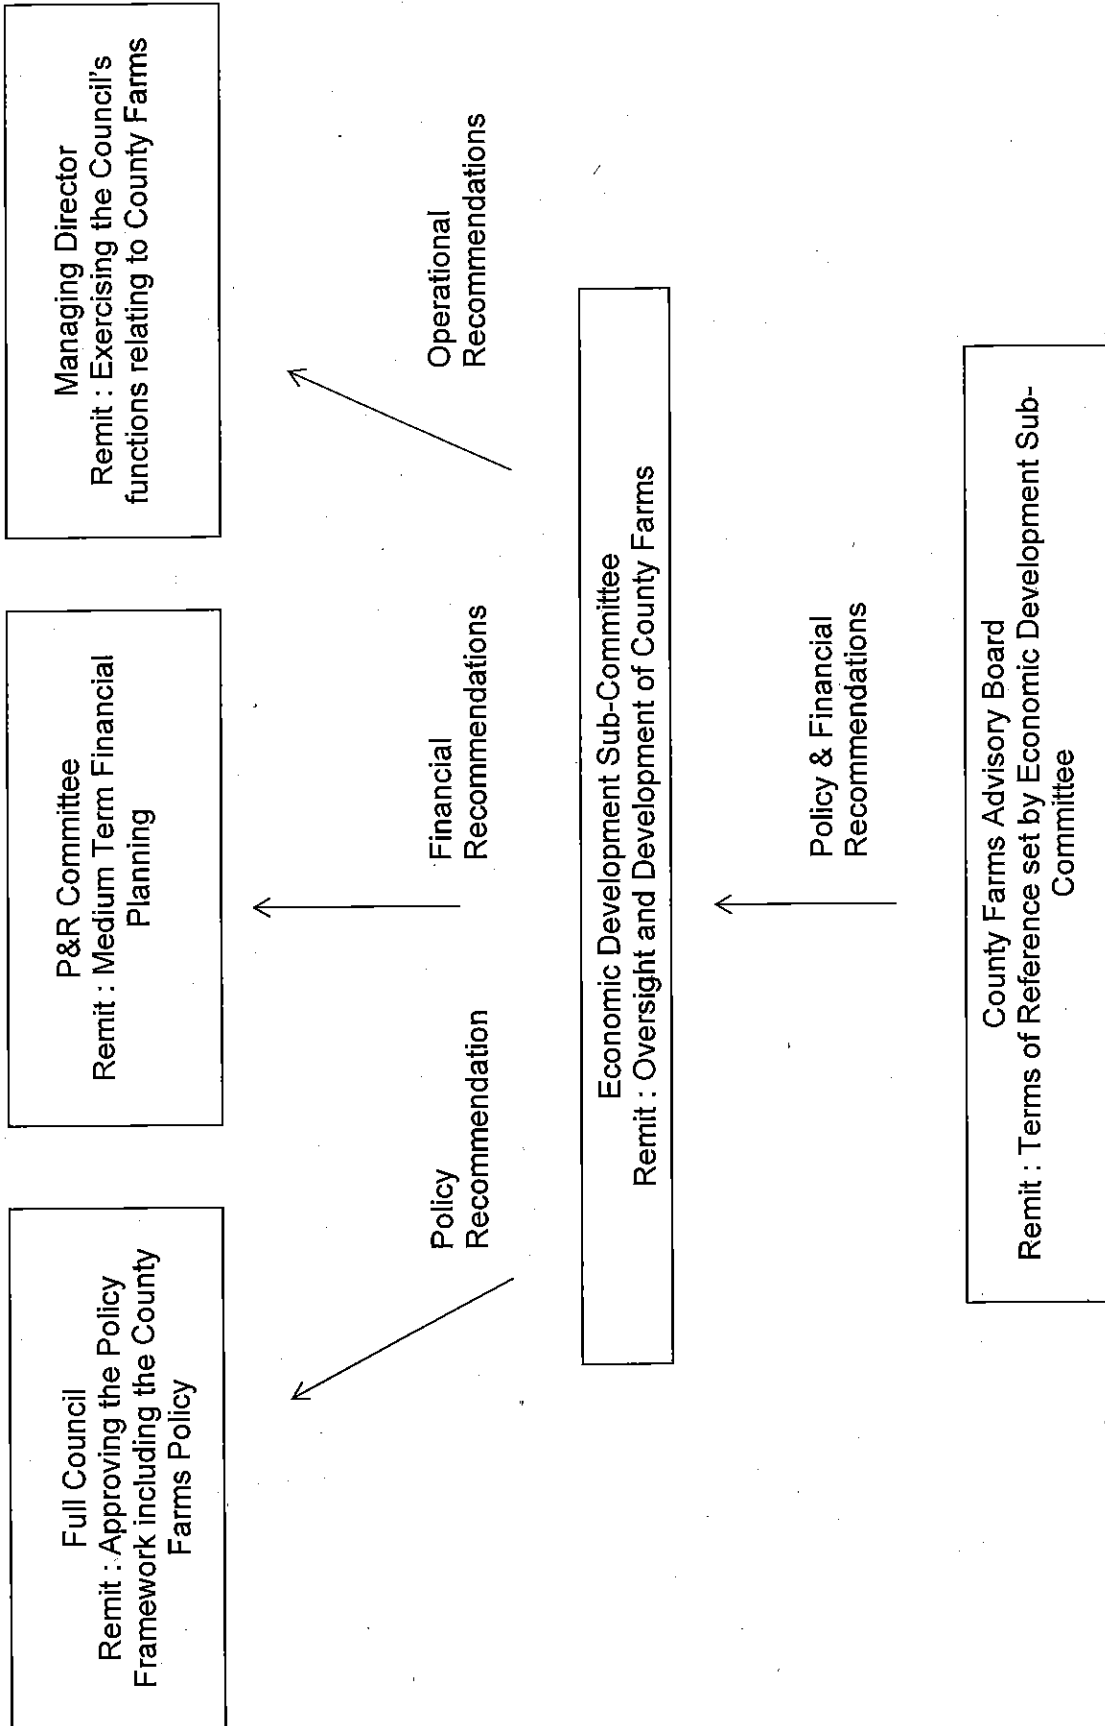 Full Council
Remit : Approving the Policy
Framework including the County
Farms Policy
P&R Committee
Remit : Medium Term Financial
Planning
Managing Director
Remit : Exercising the Council's
functions relating to County Farms
Policy
Recommendation
Financial
Recommendations
Operational
Recommendations
Economic Development Sub-Committee
Remit : Oversight and Development of County Farms
Policy & Financial
Recommendations
County Farms Advisory Board
Remit : Terms of Reference set by Economic Development Sub-
Committee